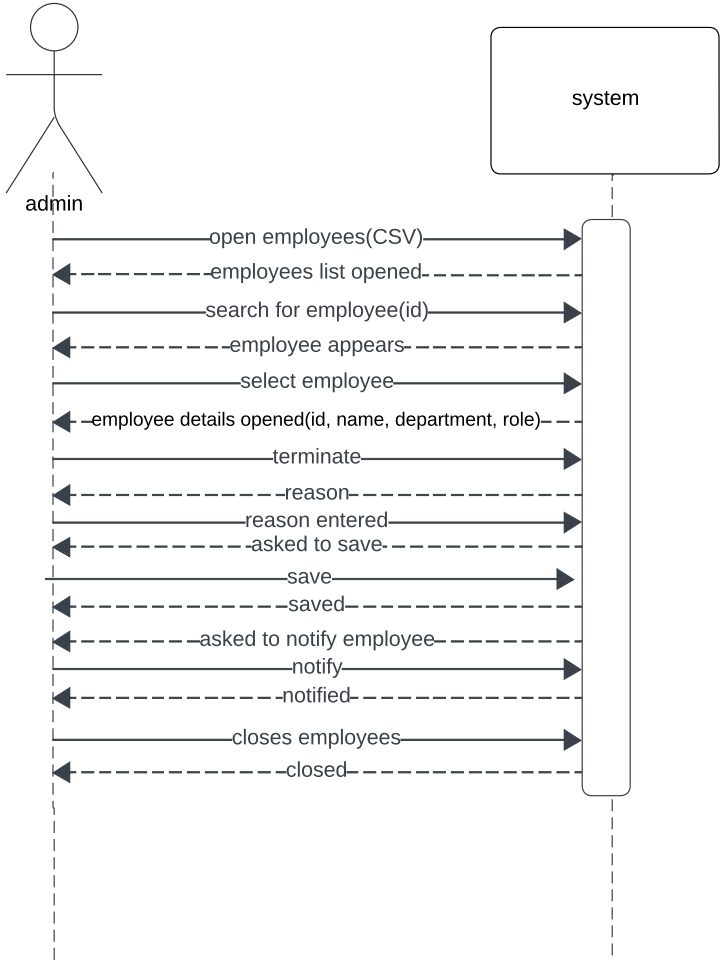 system
admin
open employees(CSV)
employees list opened
search for employee(id)
employee appears
select employee
employee details opened(id, name, department, role)
terminate
reason
reason entered
asked to save
save
saved
asked to notify employee
notify
notified
closes employees
closed